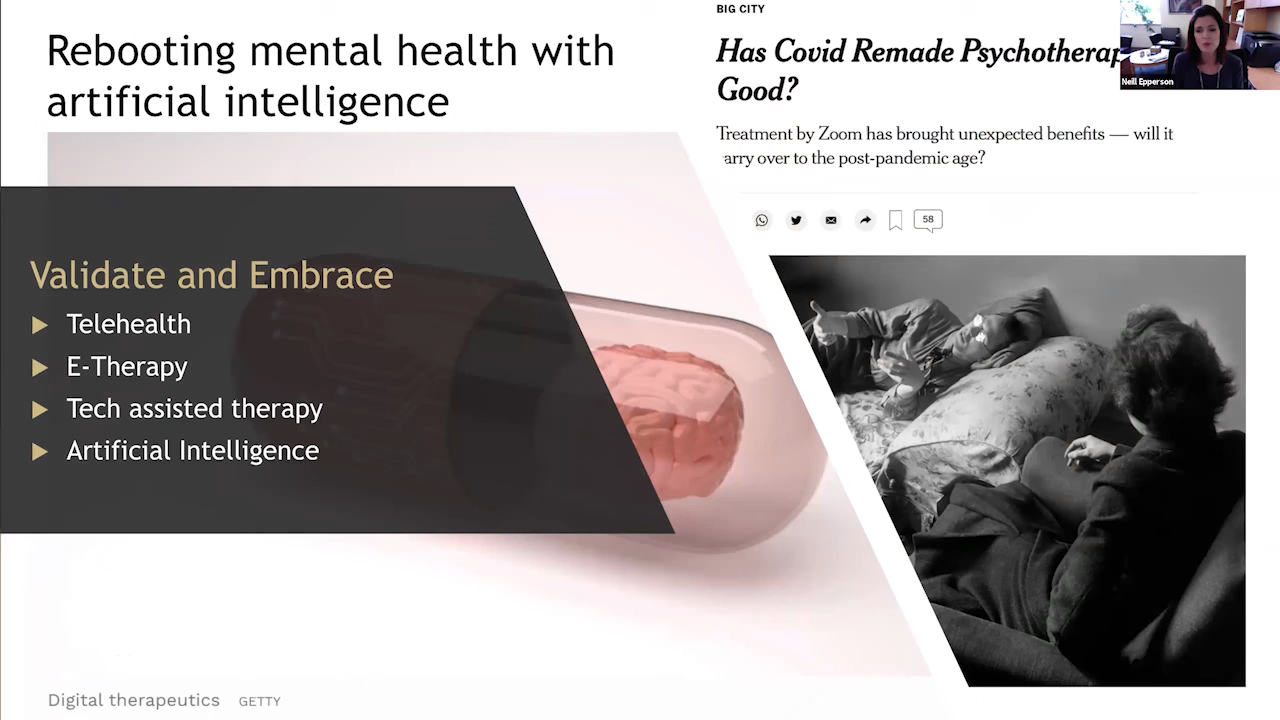 Rebooting mental health with
artificial intelligence
Validate and Embrace
Telehealth
E-Therapy
Tech assisted therapy
Artificial Intelligence
Digital therapeutics GETTY
BIG CITY
Has Covid Remade Psychotherap
Good?
Treatment by Zoom has brought unexpected benefits — will it
arry over to the post-pandemic age?
58
Neill Epperson